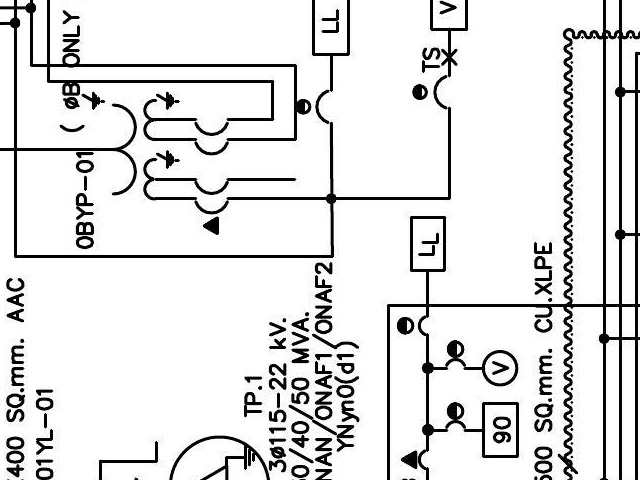 LL
V
TS
( øB ONLY
0BYP-01
LL
400 SQ.mm. AAC
01YL-01
TP.1
3ø115-22 kV.
0/40/50 MVA.
NAN/ONAF1/ONAF2
YNyn0(d1)
500 SQ.mm. CU.XLPE
V
90